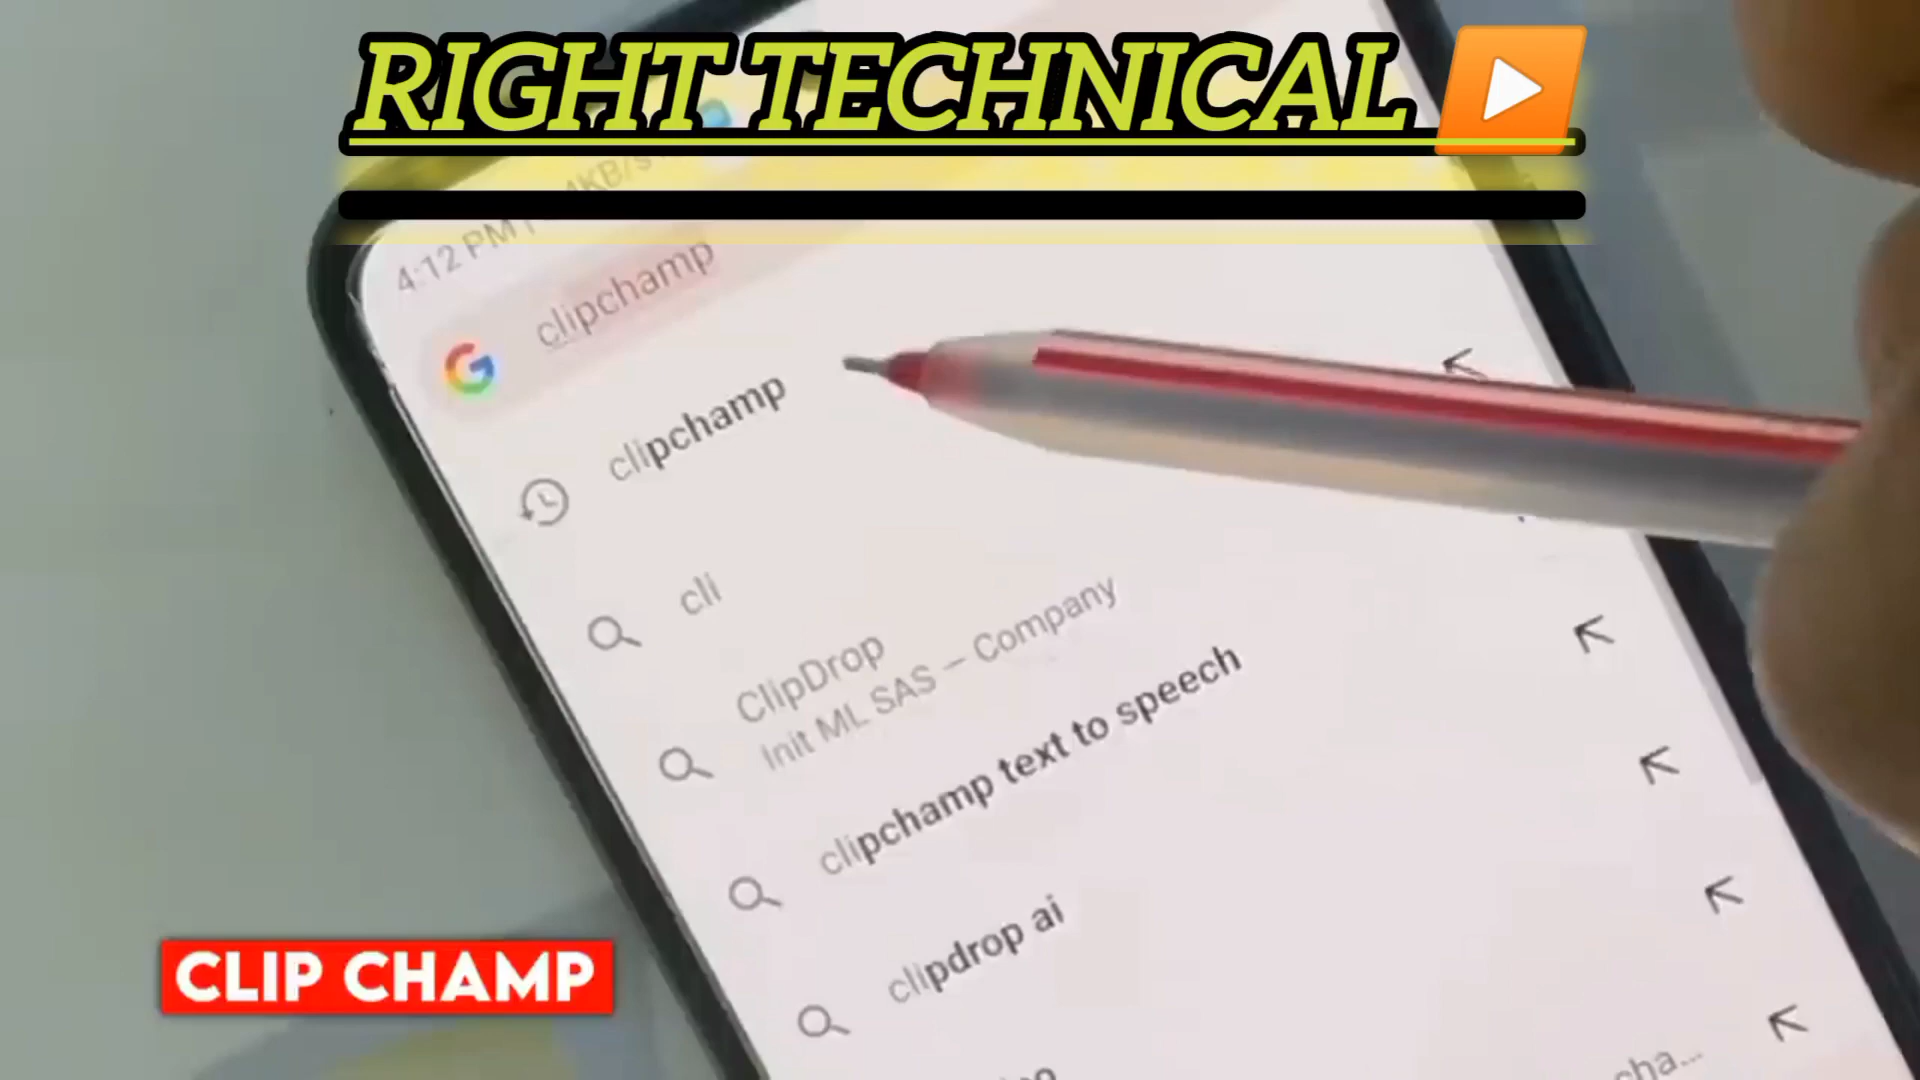 RIGHT TECHNICAL
4:12 PM
clipchamp
clipchamp
cli
ClipDrop
Init ML SAS – Company
clipchamp text to speech
clipdrop ai
cha...
CLIP CHAMP